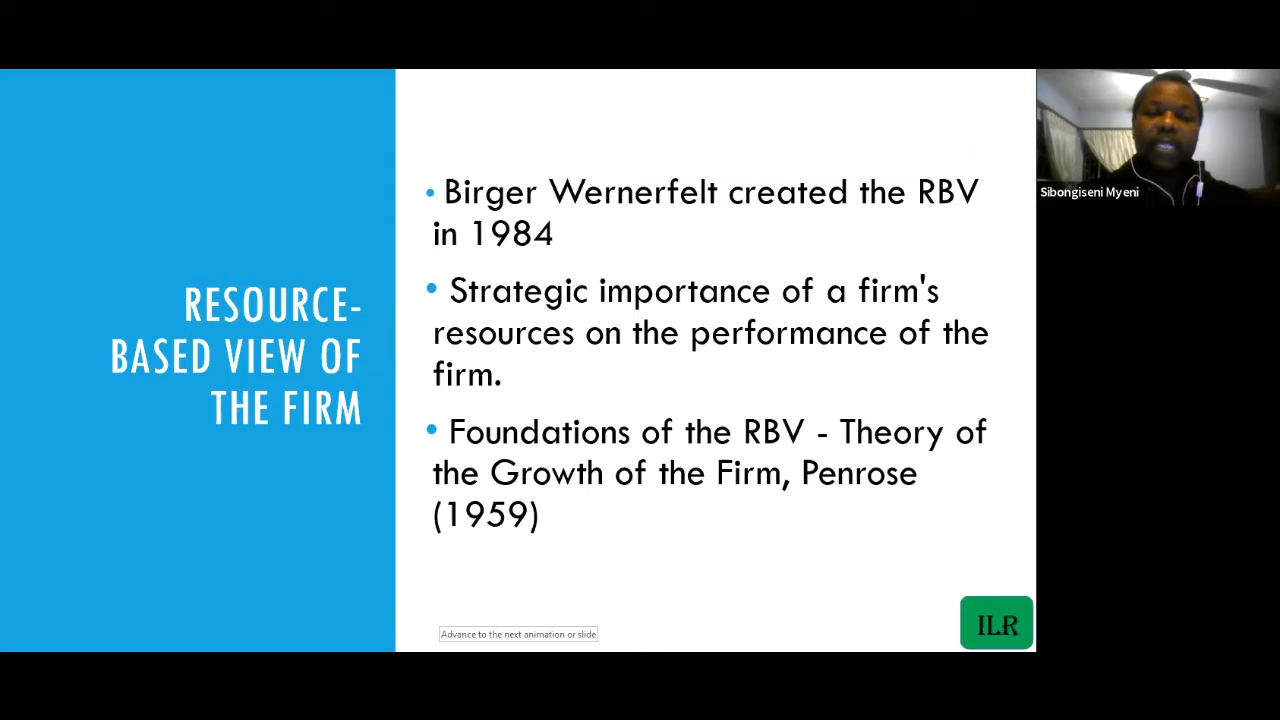 RESOURCE-
BASED VIEW OF
THE FIRM
• Birger Wernerfelt created the RBV
in 1984
• Strategic importance of a firm's
resources on the performance of the
firm.
• Foundations of the RBV - Theory of
the Growth of the Firm, Penrose
(1959)
Advance to the next animation or slide
ILR
Sibongiseni Myeni